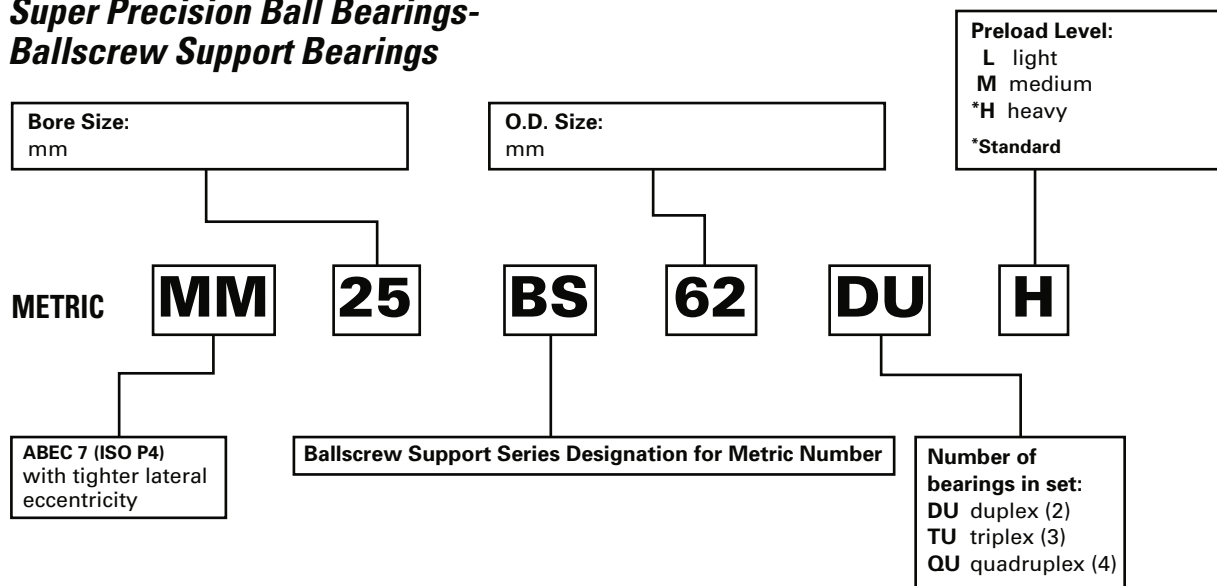 Super Precision Ball Bearings-
Ballscrew Support Bearings
Preload Level:
L light
M medium
*H heavy
*Standard
Bore Size:
mm
O.D. Size:
mm
METRIC MM 25 BS 62 DU H
ABEC 7 (ISO P4)
with tighter lateral
eccentricity
Ballscrew Support Series Designation for Metric Number
Number of
bearings in set:
DU duplex (2)
TU triplex (3)
QU quadruplex (4)